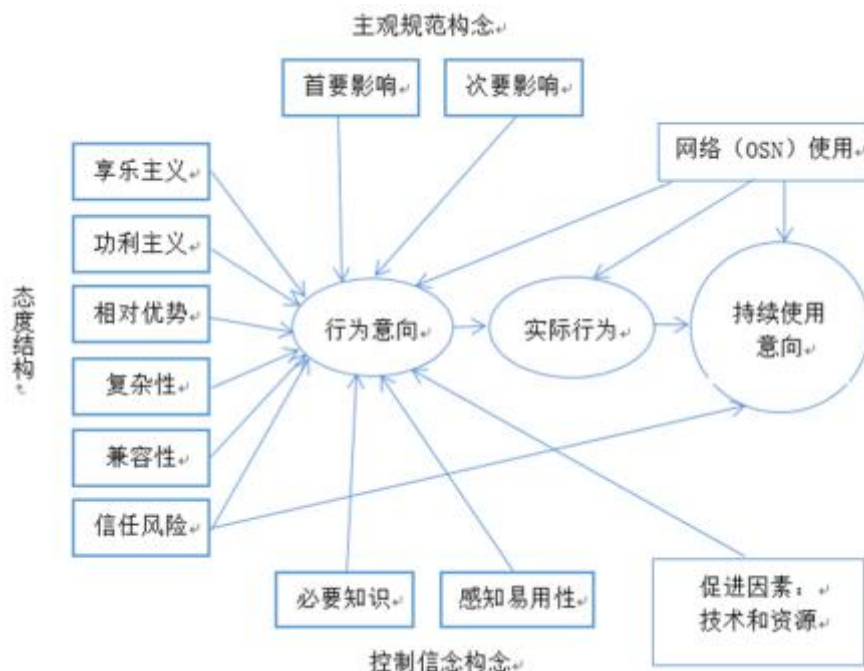 主观规范构念
首要影响
次要影响
网络（OSN）使用
享乐主义
功利主义
相对优势
复杂性
兼容性
信任风险
态度结构
行为意向
实际行为
持续使用
意向
必要知识
感知易用性
促进因素：
技术和资源
控制信念构念